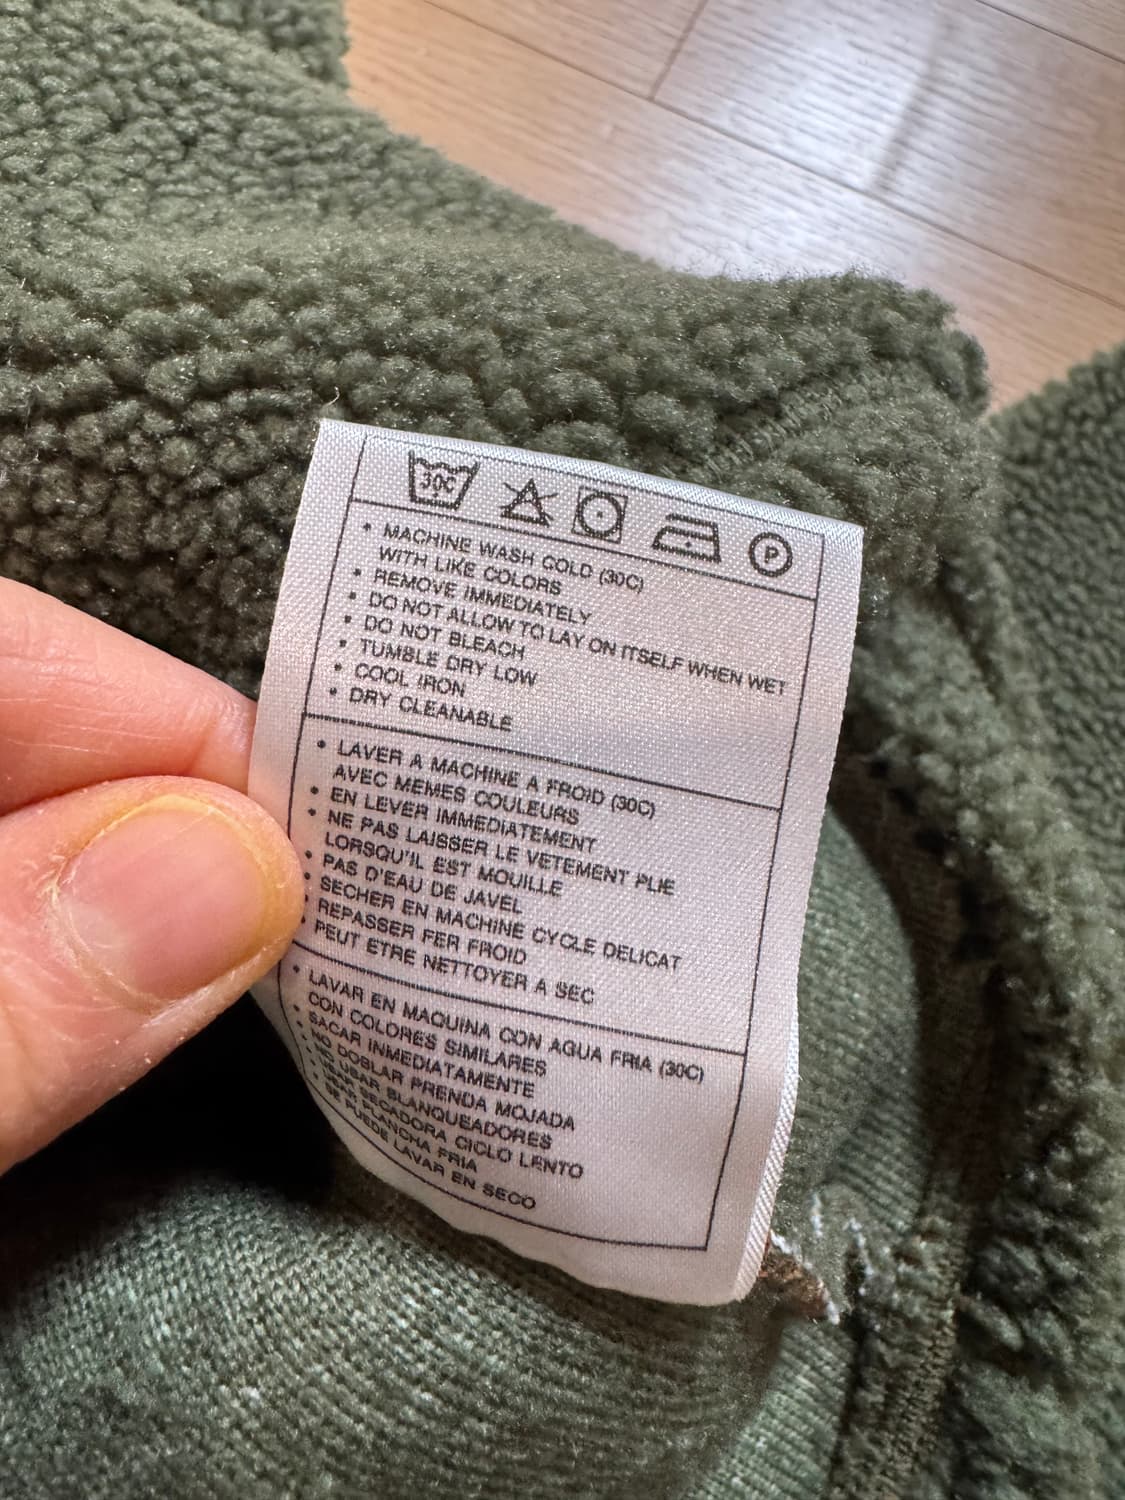 30C
P
• MACHINE WASH COLD (30C)
WITH LIKE COLORS
• REMOVE IMMEDIATELY
• DO NOT ALLOW TO LAY ON ITSELF WHEN WET
• DO NOT BLEACH
• TUMBLE DRY LOW
• COOL IRON
• DRY CLEANABLE
• LAVER A MACHINE A FROID (30C)
AVEC MEMES COULEURS
• EN LEVER IMMEDIATEMENT
• NE PAS LAISSER LE VETEMENT PLIE
LORSQU'IL EST MOUILLE
• PAS D'EAU DE JAVEL
• SECHER EN MACHINE CYCLE DELICAT
• REPASSER FER FROID
• PEUT ETRE NETTOYER A SEC
• LAVAR EN MAQUINA CON AGUA FRIA (30C)
CON COLORES SIMILARES
• SACAR INMEDIATAMENTE
• NO DOBLAR PRENDA MOJADA
• NO USAR BLANQUEADORES
• USAR SECADORA CICLO LENTO
• USAR PLANCHA FRIA
• SE PUEDE LAVAR EN SECO